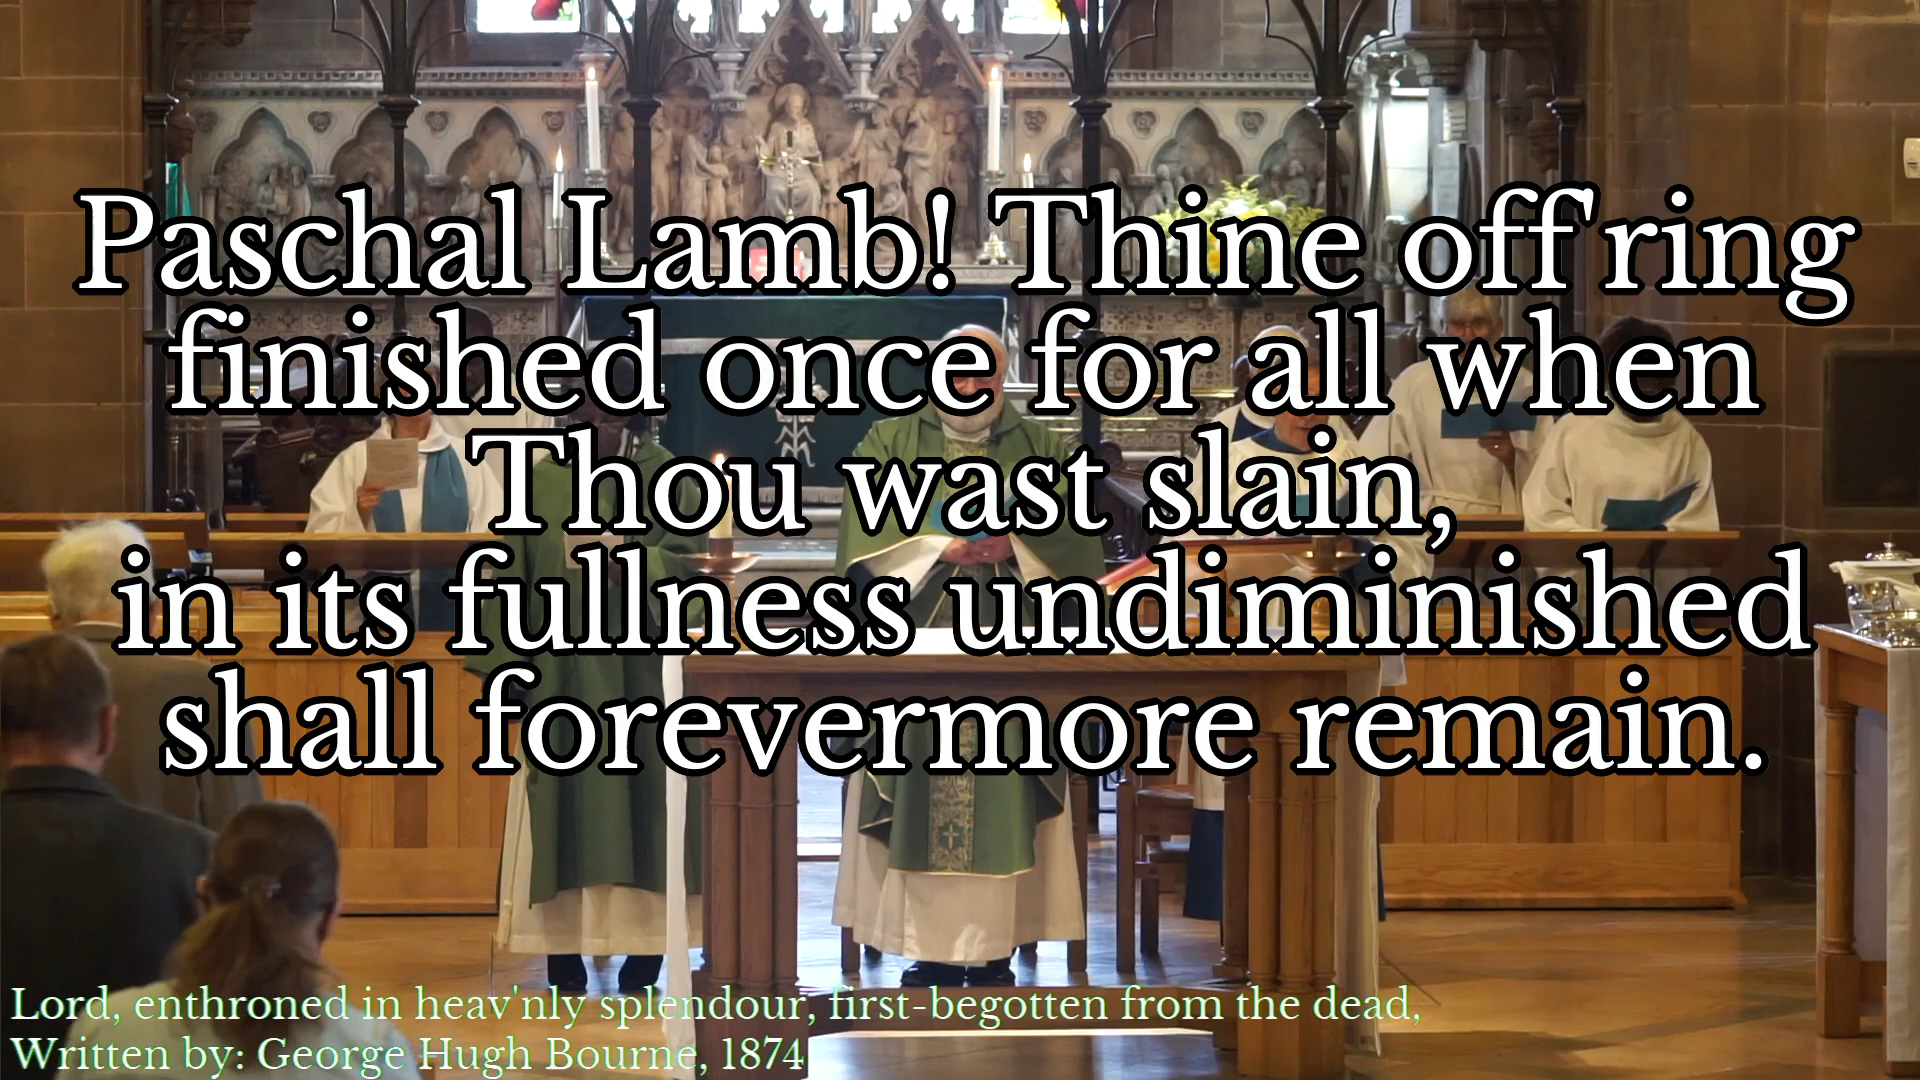 Paschal Lamb! Thine off'ring
finished once for all when
Thou wast slain,
in its fullness undiminished
shall forevermore remain.
Lord, enthroned in heav'nly splendour, first-begotten from the dead,
Written by: George Hugh Bourne, 1874